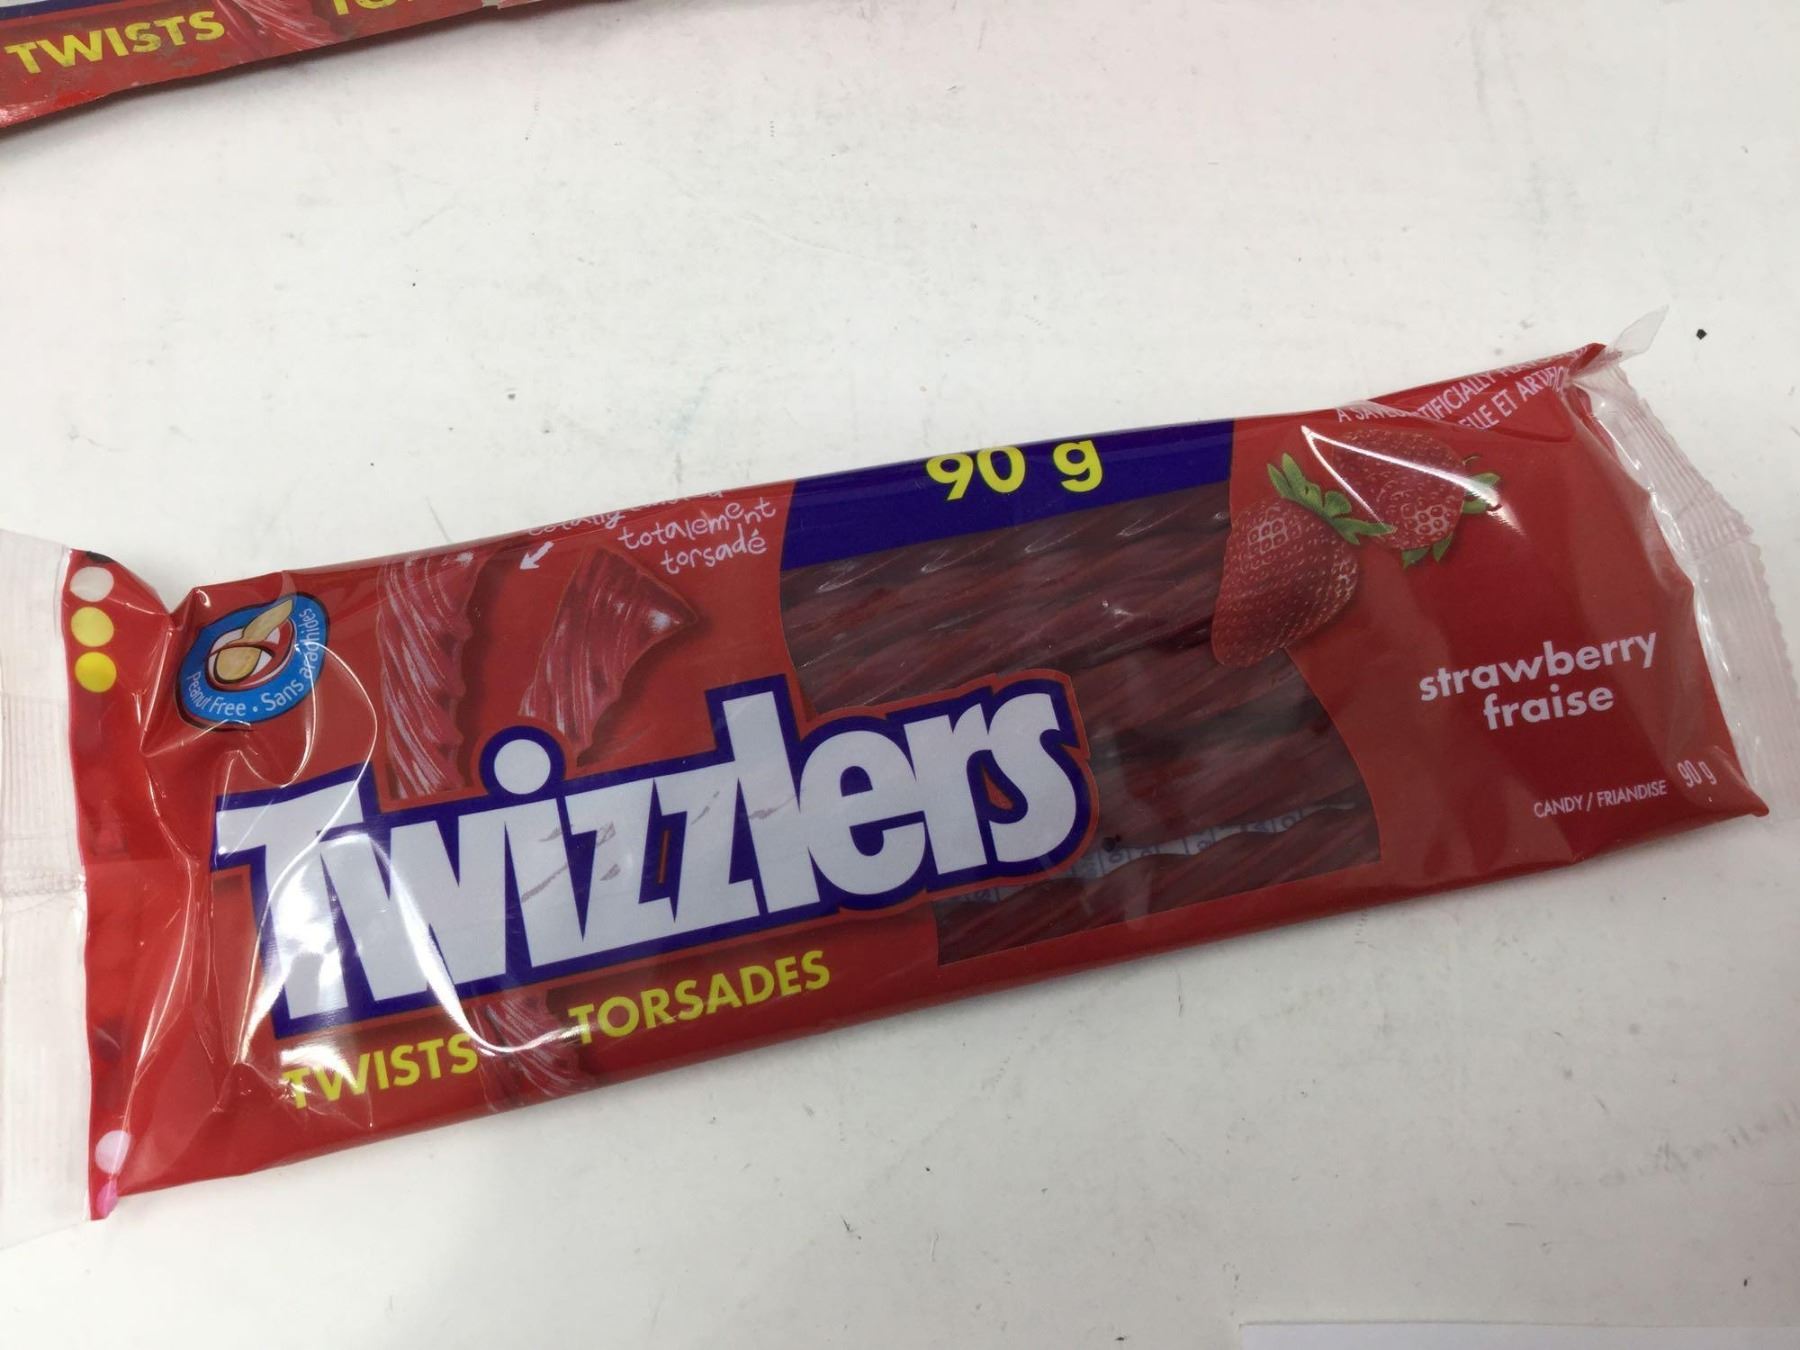 TWISTS
90 g
totalement
torsadé
Peanut Free • Sans arachides
Twizzlers
TWISTS TORSADES
strawberry
fraise
CANDY / FRIANDISE 90 g